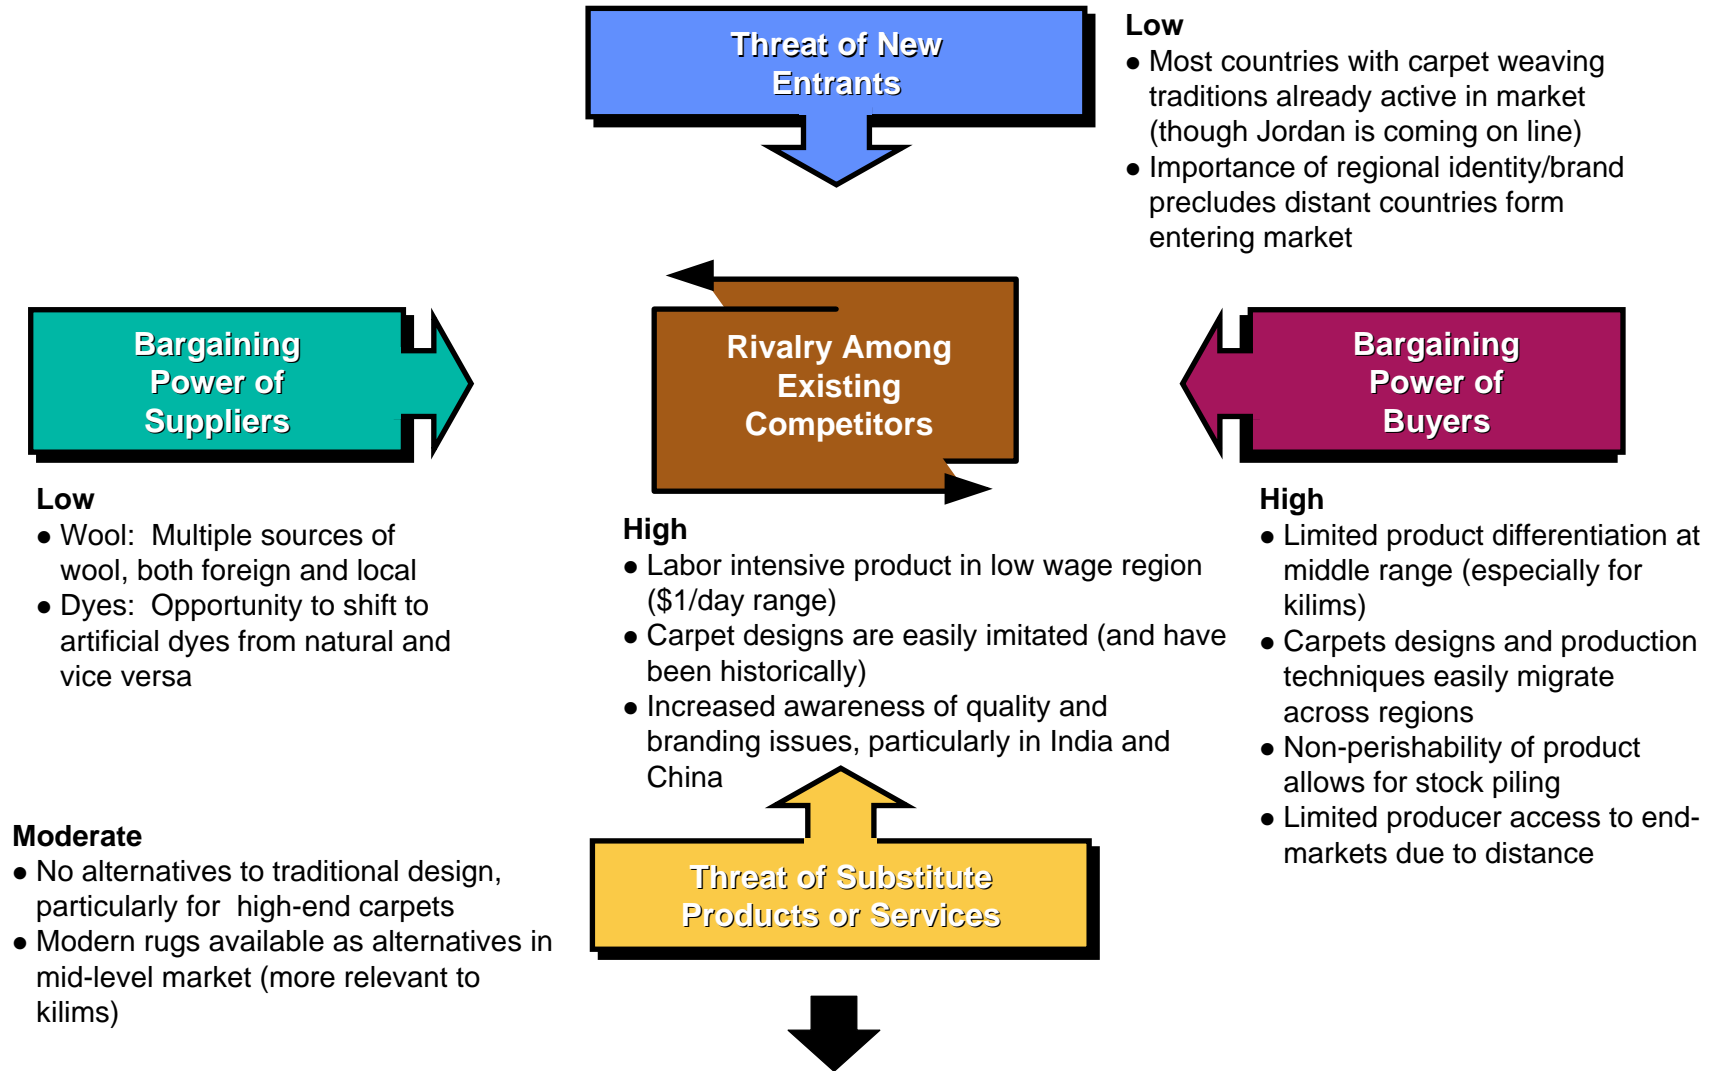 Threat of New
Entrants
Low
● Most countries with carpet weaving
traditions already active in market
(though Jordan is coming on line)
● Importance of regional identity/brand
precludes distant countries form
entering market
Bargaining
Power of
Suppliers
Low
● Wool:  Multiple sources of
wool, both foreign and local
● Dyes:  Opportunity to shift to
artificial dyes from natural and
vice versa
Rivalry Among
Existing
Competitors
High
● Labor intensive product in low wage region
($1/day range)
● Carpet designs are easily imitated (and have
been historically)
● Increased awareness of quality and
branding issues, particularly in India and
China
Bargaining
Power of
Buyers
High
● Limited product differentiation at
middle range (especially for
kilims)
● Carpets designs and production
techniques easily migrate
across regions
● Non-perishability of product
allows for stock piling
● Limited producer access to end-
markets due to distance
Moderate
● No alternatives to traditional design,
particularly for  high-end carpets
● Modern rugs available as alternatives in
mid-level market (more relevant to
kilims)
Threat of Substitute
Products or Services